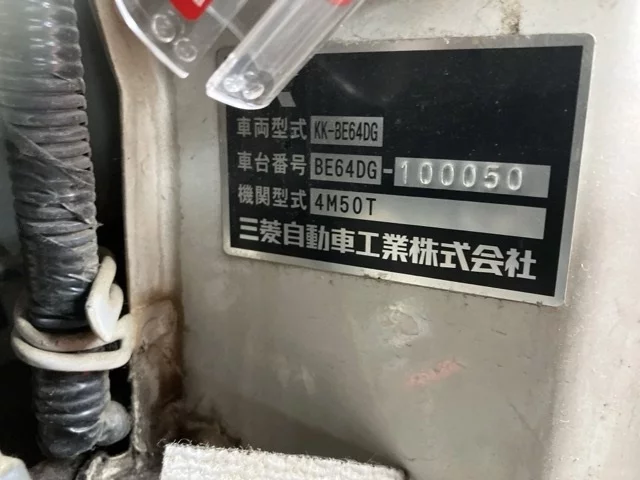 車両型式 KK-BE64DG
車台番号 BE64DG-100050
機関型式 4M50T
三菱自動車工業株式会社